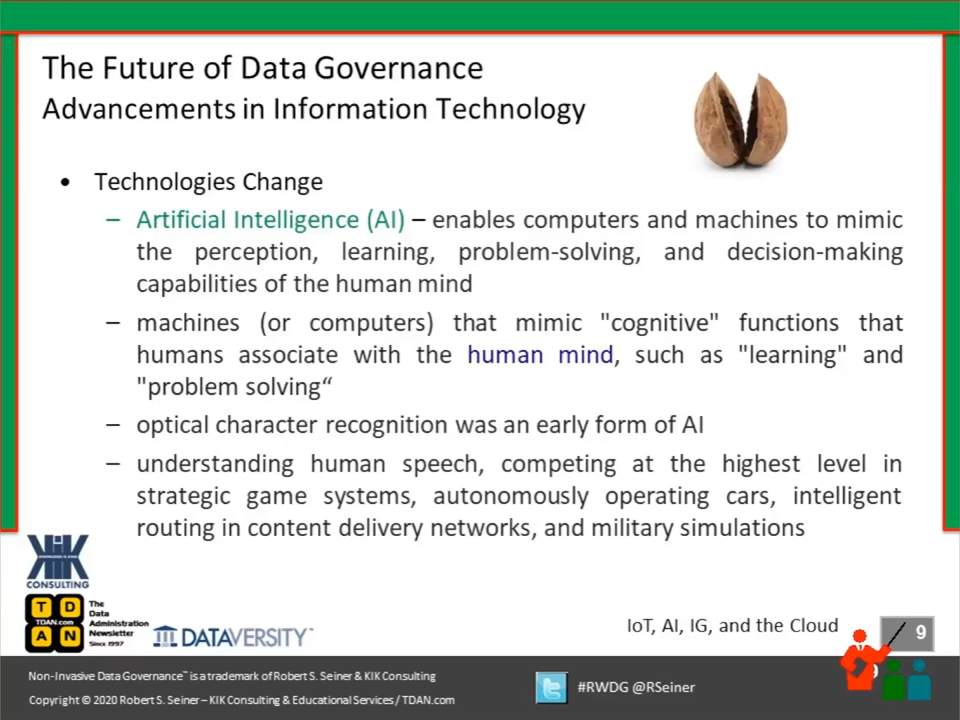 The Future of Data Governance
Advancements in Information Technology
• Technologies Change
– Artificial Intelligence (AI) – enables computers and machines to mimic
the perception, learning, problem-solving, and decision-making
capabilities of the human mind
– machines (or computers) that mimic "cognitive" functions that
humans associate with the human mind, such as "learning" and
"problem solving“
– optical character recognition was an early form of AI
– understanding human speech, competing at the highest level in
strategic game systems, autonomously operating cars, intelligent
routing in content delivery networks, and military simulations
KIK
CONSULTING
T D
TDAN.com
A N
The
Data
Administration
Newsletter
Since 1997
DATAVERSITY™
IoT, AI, IG, and the Cloud
9
9
Non-Invasive Data Governance™ is a trademark of Robert S. Seiner & KIK Consulting
Copyright © 2020 Robert S. Seiner – KIK Consulting & Educational Services / TDAN.com
#RWDG @RSeiner